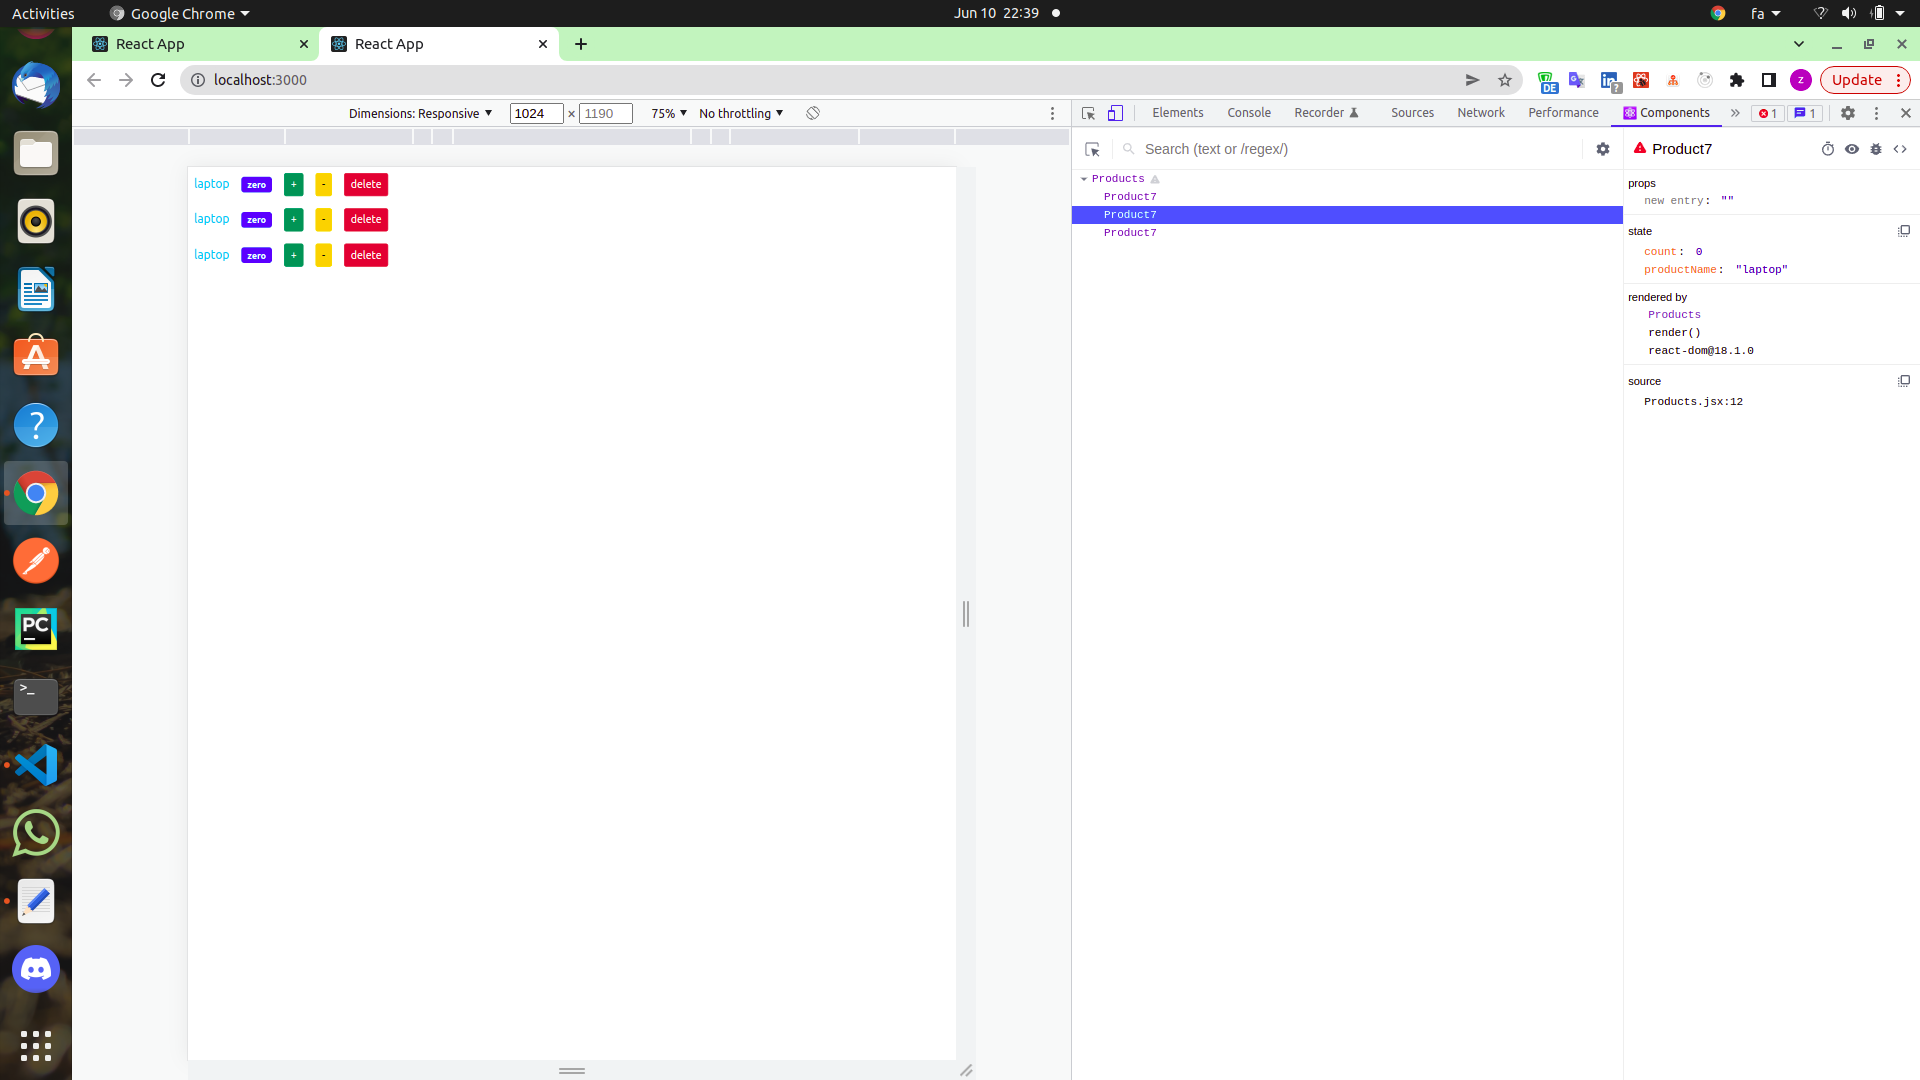 Activities Google Chrome Jun 10 22:39 fa
React App React App
localhost:3000 DE ? z Update
Dimensions: Responsive 1024 × 1190 75% No throttling
Elements Console Recorder Sources Network Performance Components » 1 1
laptop zero + - delete
laptop zero + - delete
laptop zero + - delete
Search (text or /regex/)
Products
Product7
Product7
Product7
Product7
props
new entry: ""
state
count: 0
productName: "laptop"
rendered by
Products
render()
react-dom@18.1.0
source
Products.jsx:12
?
PC
>_